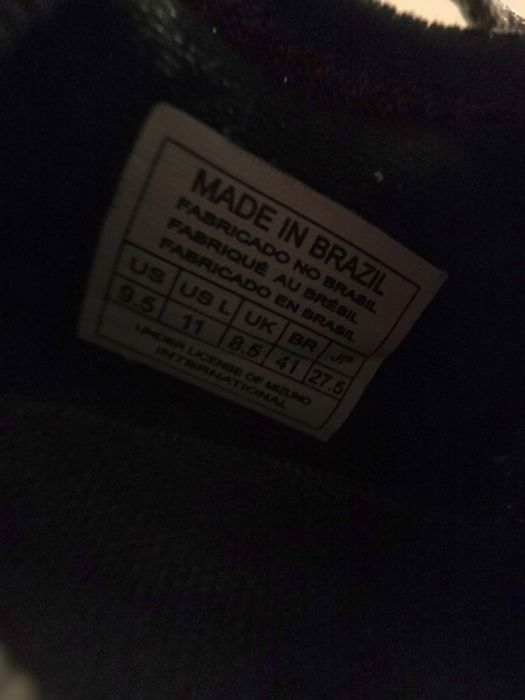 MADE IN BRAZIL
FABRICADO NO BRASIL
FABRIQUÉ AU BRÉSIL
FABRICADO EN BRASIL
US US L UK BR JP
9.5 11 8.5 41 27.5
UNDER LICENSE OF MIZUNO
INTERNATIONAL